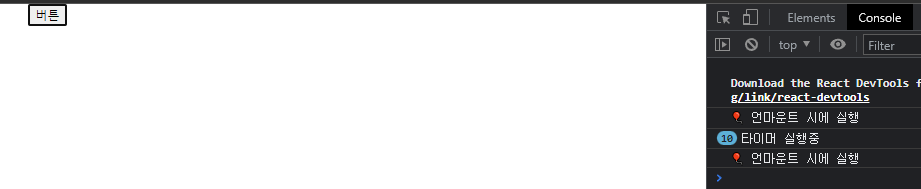 버튼
Elements
Console
top
Filter
Download the React DevTools f
g/link/react-devtools
언마운트 시에 실행
10 타이머 실행중
언마운트 시에 실행